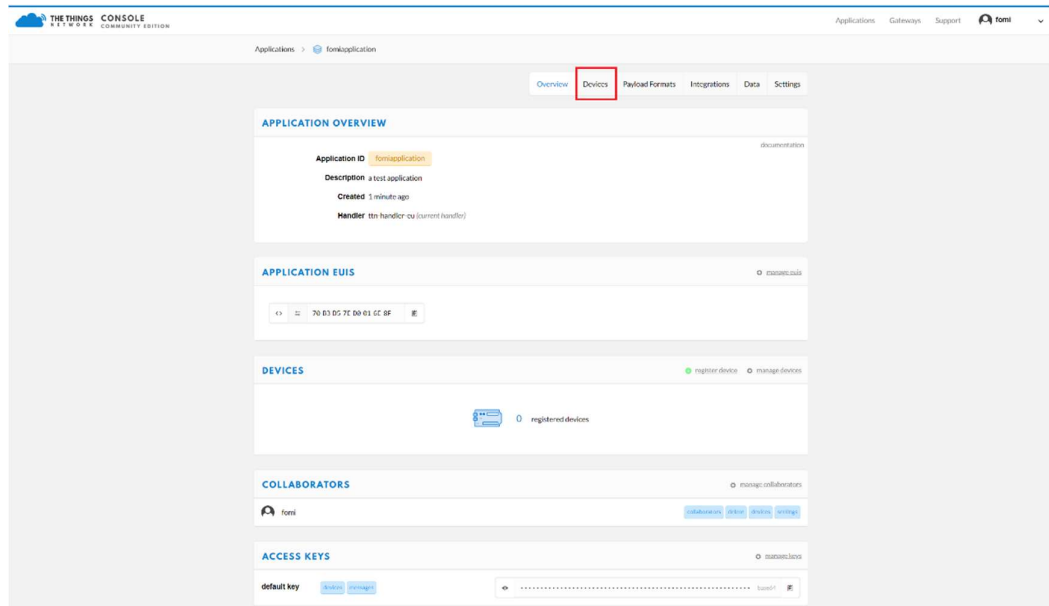 THE THINGS NETWORK CONSOLE COMMUNITY EDITION
Applications Gateways Support fomi
Applications > fomiapplication
Overview Devices Payload Formats Integrations Data Settings
APPLICATION OVERVIEW
documentation
Application ID fomiapplication
Description a test application
Created 1 minute ago
Handler ttn-handler-eu (current handler)
APPLICATION EUIS
manage euis
70 B3 D5 7E D0 01 6C 8F
DEVICES
register device manage devices
0 registered devices
COLLABORATORS
manage collaborators
fomi
collaborators delete devices settings
ACCESS KEYS
manage keys
default key devices messages
base64